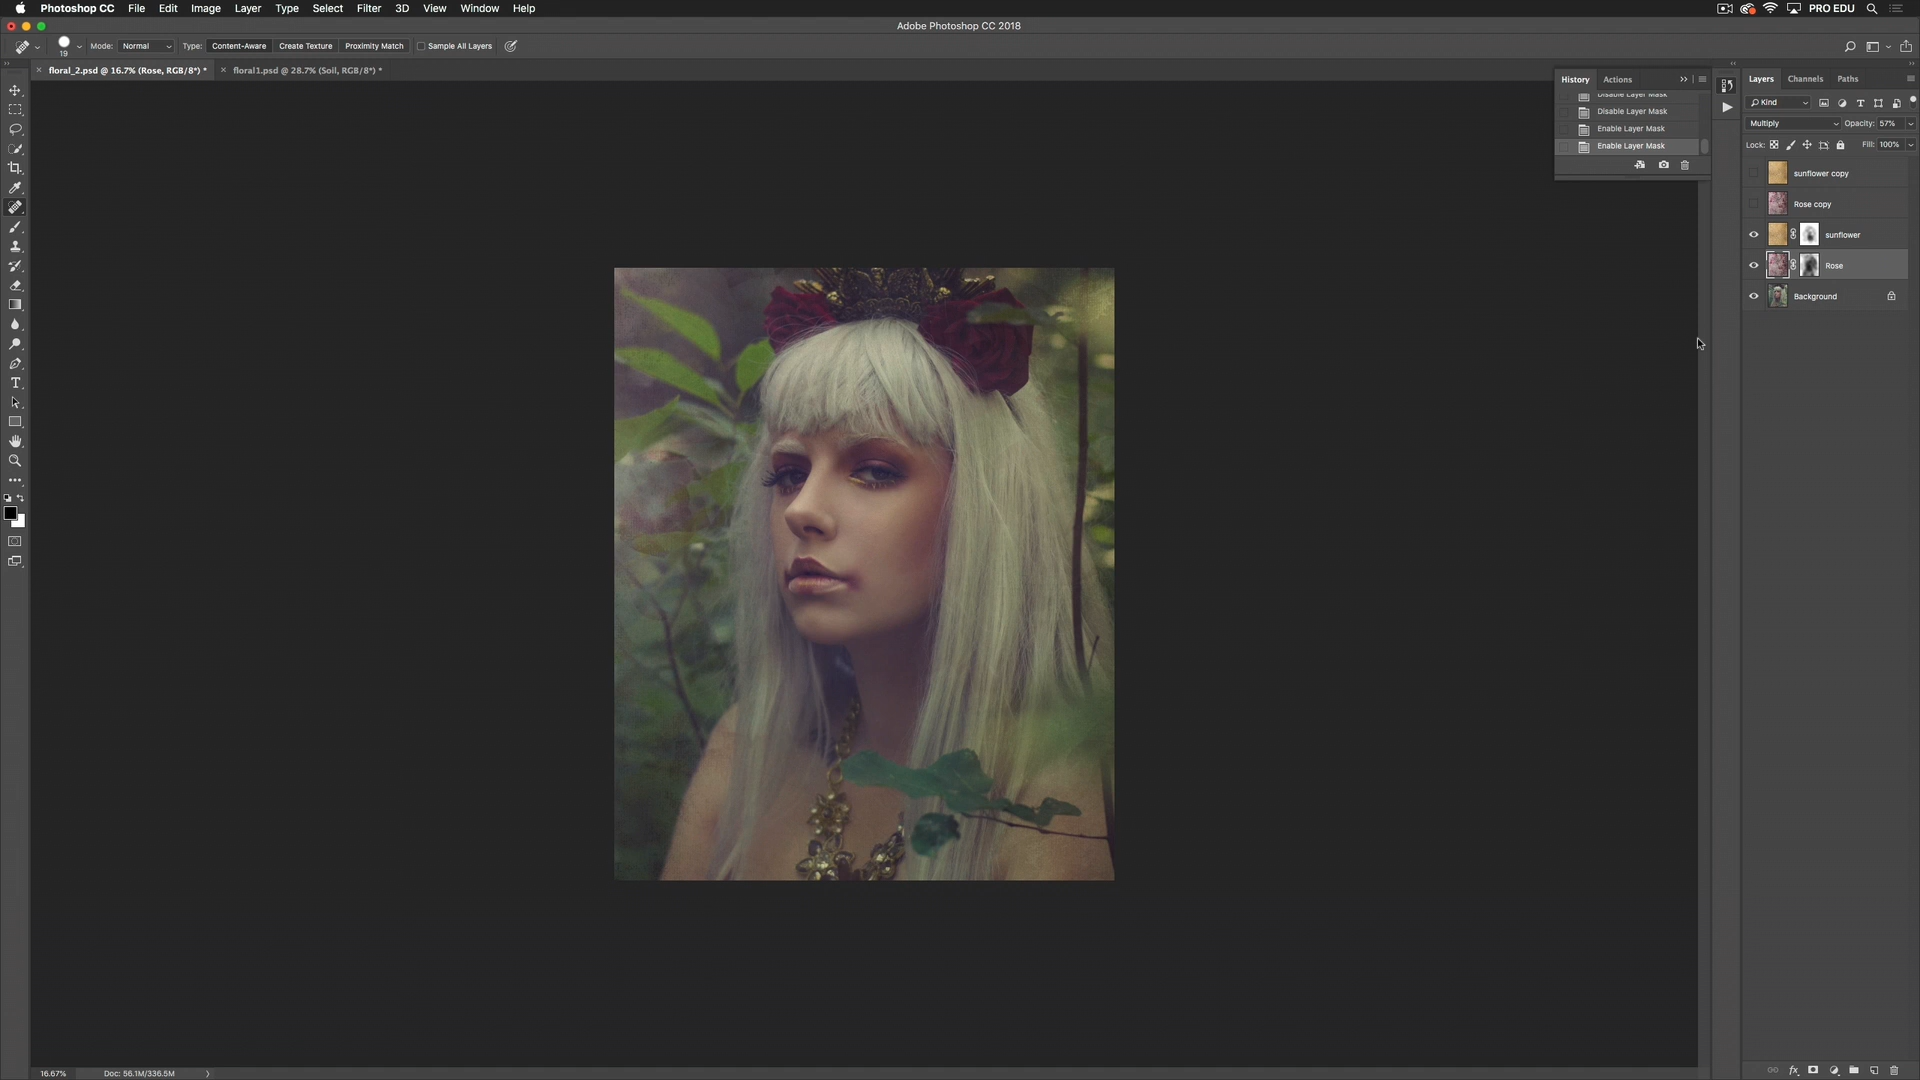 Photoshop CC File Edit Image Layer Type Select Filter 3D View Window Help PRO EDU
Adobe Photoshop CC 2018
19 Mode: Normal Type: Content-Aware Create Texture Proximity Match Sample All Layers
floral_2.psd @ 16.7% (Rose, RGB/8*) * floral1.psd @ 28.7% (Soil, RGB/8*) *
History Actions
Disable Layer Mask
Disable Layer Mask
Enable Layer Mask
Enable Layer Mask
Layers Channels Paths
Kind
Multiply Opacity: 57%
Lock: Fill: 100%
sunflower copy
Rose copy
sunflower
Rose
Background
16.67% Doc: 56.1M/336.5M